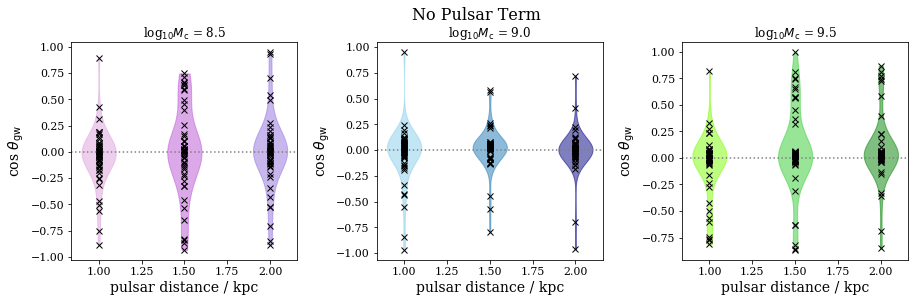 No Pulsar Term
log₁₀M_c = 8.5
cos θ_gw
1.00
0.75
0.50
0.25
0.00
−0.25
−0.50
−0.75
−1.00
1.00 1.25 1.50 1.75 2.00
pulsar distance / kpc
log₁₀M_c = 9.0
cos θ_gw
1.00
0.75
0.50
0.25
0.00
−0.25
−0.50
−0.75
−1.00
1.00 1.25 1.50 1.75 2.00
pulsar distance / kpc
log₁₀M_c = 9.5
cos θ_gw
1.00
0.75
0.50
0.25
0.00
−0.25
−0.50
−0.75
1.00 1.25 1.50 1.75 2.00
pulsar distance / kpc